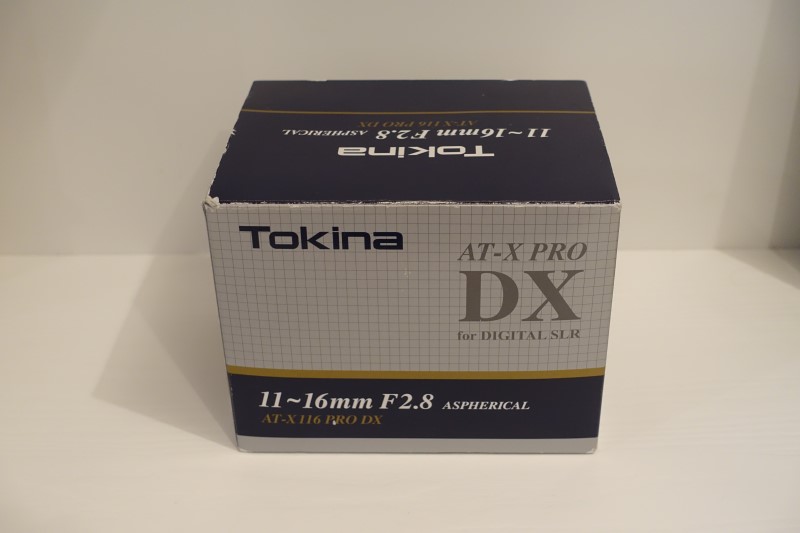 AT-X 116 PRO DX
11~16mm F2.8 ASPHERICAL
Tokina
Tokina
AT-X PRO
DX
for DIGITAL SLR
11~16mm F2.8 ASPHERICAL
AT-X 116 PRO DX